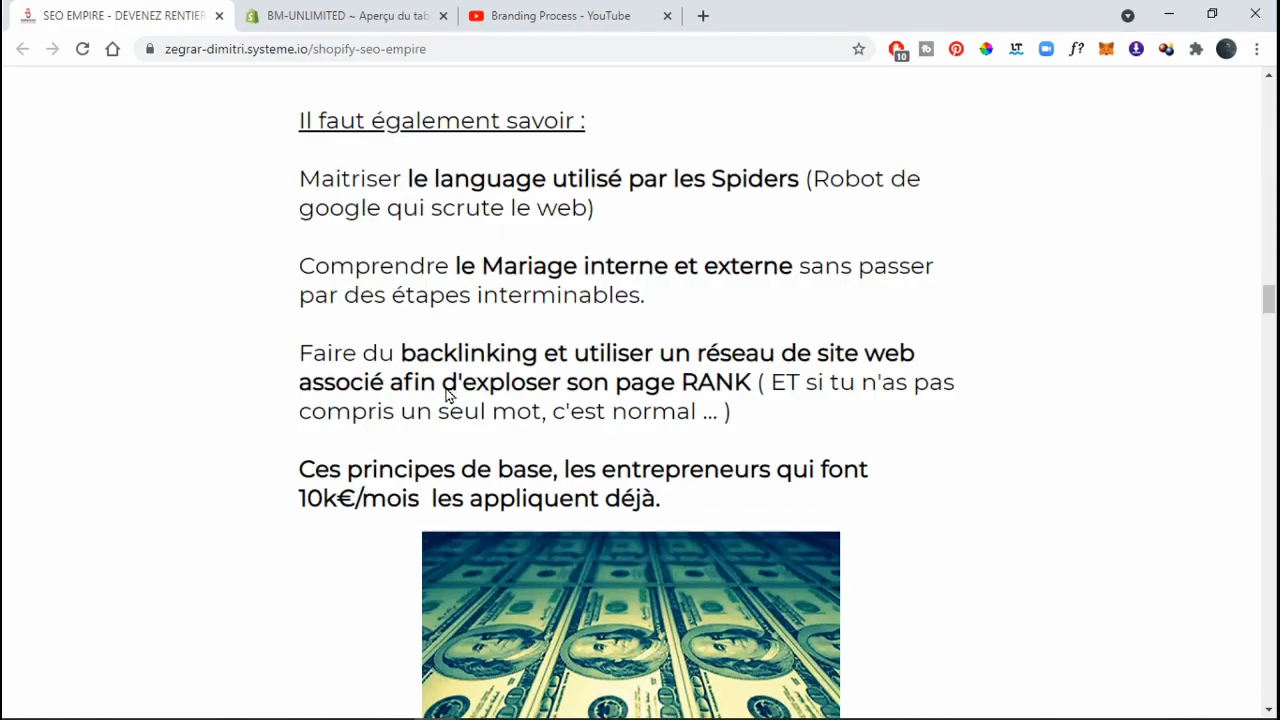 SEO EMPIRE - DEVENEZ RENTIER
BM-UNLIMITED ~ Aperçu du tab
Branding Process - YouTube
zegrar-dimitri.systeme.io/shopify-seo-empire
10
LT
f?
Il faut également savoir :
Maitriser le language utilisé par les Spiders (Robot de
google qui scrute le web)
Comprendre le Mariage interne et externe sans passer
par des étapes interminables.
Faire du backlinking et utiliser un réseau de site web
associé afin d'exploser son page RANK ( ET si tu n'as pas
compris un seul mot, c'est normal ... )
Ces principes de base, les entrepreneurs qui font
10k€/mois  les appliquent déjà.